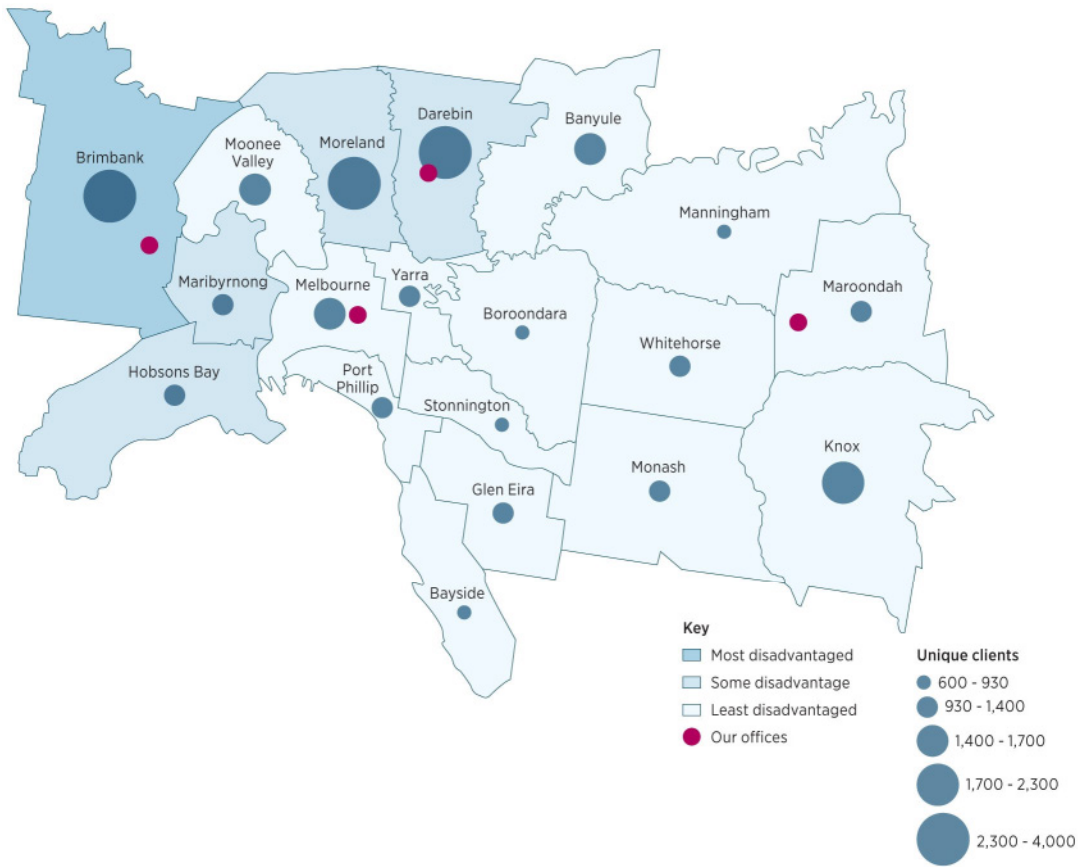 Darebin
Banyule
Moonee
Valley
Moreland
Brimbank
Manningham
Maribyrnong
Melbourne
Yarra
Maroondah
Boroondara
Whitehorse
Hobsons Bay
Port
Phillip
Stonnington
Knox
Monash
Glen Eira
Bayside
Key
Most disadvantaged
Some disadvantage
Least disadvantaged
Our offices
Unique clients
600 - 930
930 - 1,400
1,400 - 1,700
1,700 - 2,300
2,300 - 4,000